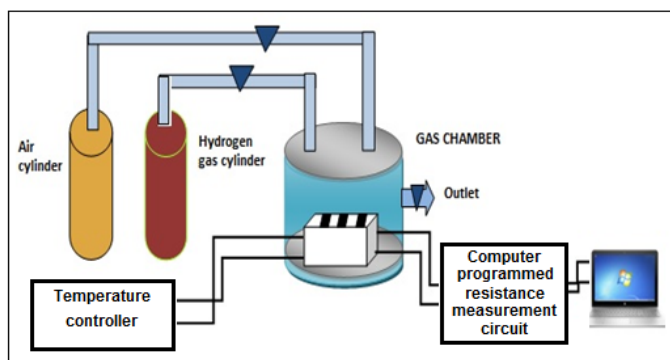 Air
cylinder
Hydrogen
gas cylinder
GAS CHAMBER
Outlet
Temperature
controller
Computer
programmed
resistance
measurement
circuit